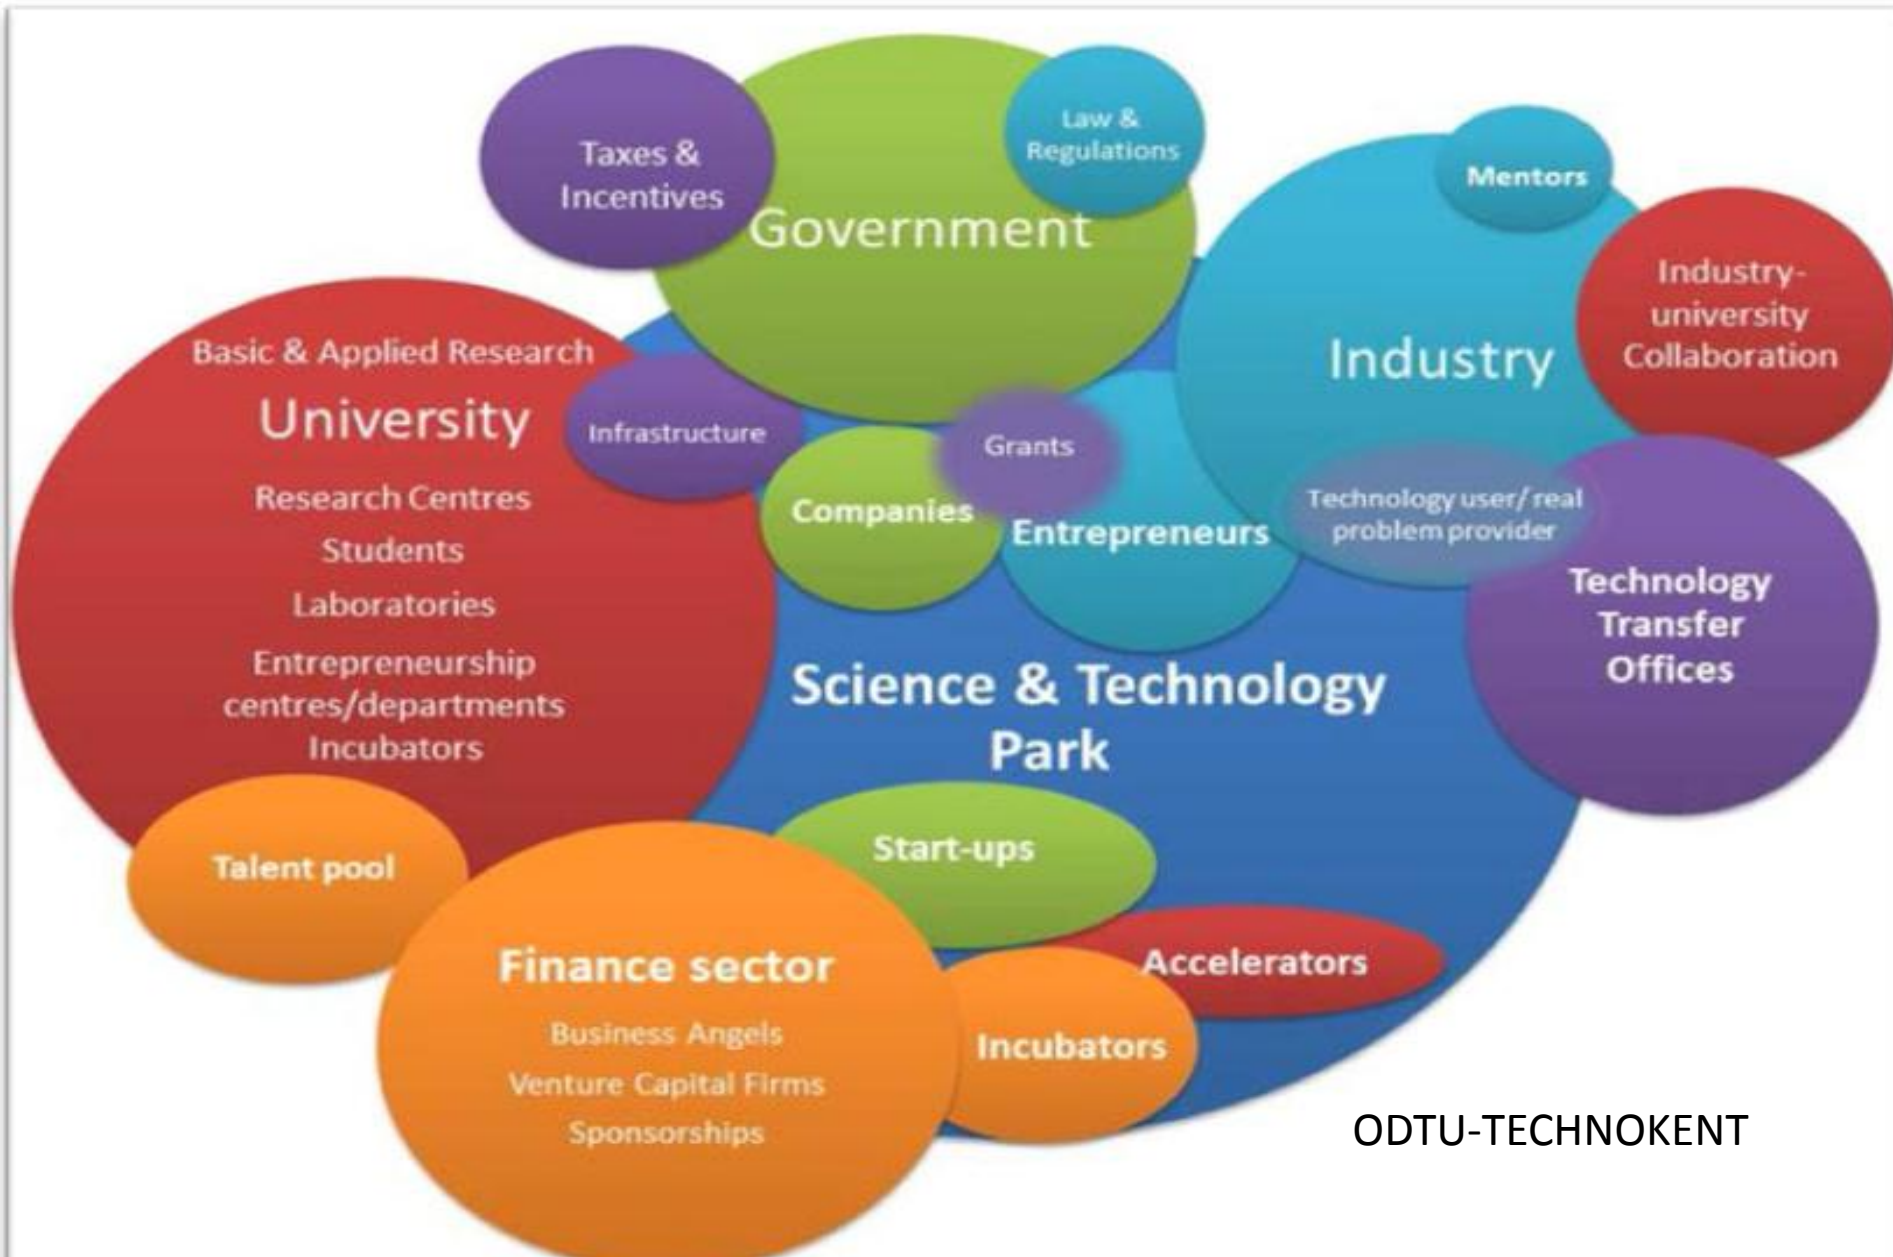 Taxes &
Incentives
Government
Law &
Regulations
Mentors
Industry
Industry-
university
Collaboration
Basic & Applied Research
University
Research Centres
Students
Laboratories
Entrepreneurship
centres/departments
Incubators
Infrastructure
Grants
Companies
Entrepreneurs
Technology user/ real
problem provider
Technology
Transfer
Offices
Science & Technology
Park
Talent pool
Start-ups
Accelerators
Incubators
Finance sector
Business Angels
Venture Capital Firms
Sponsorships
ODTU-TECHNOKENT